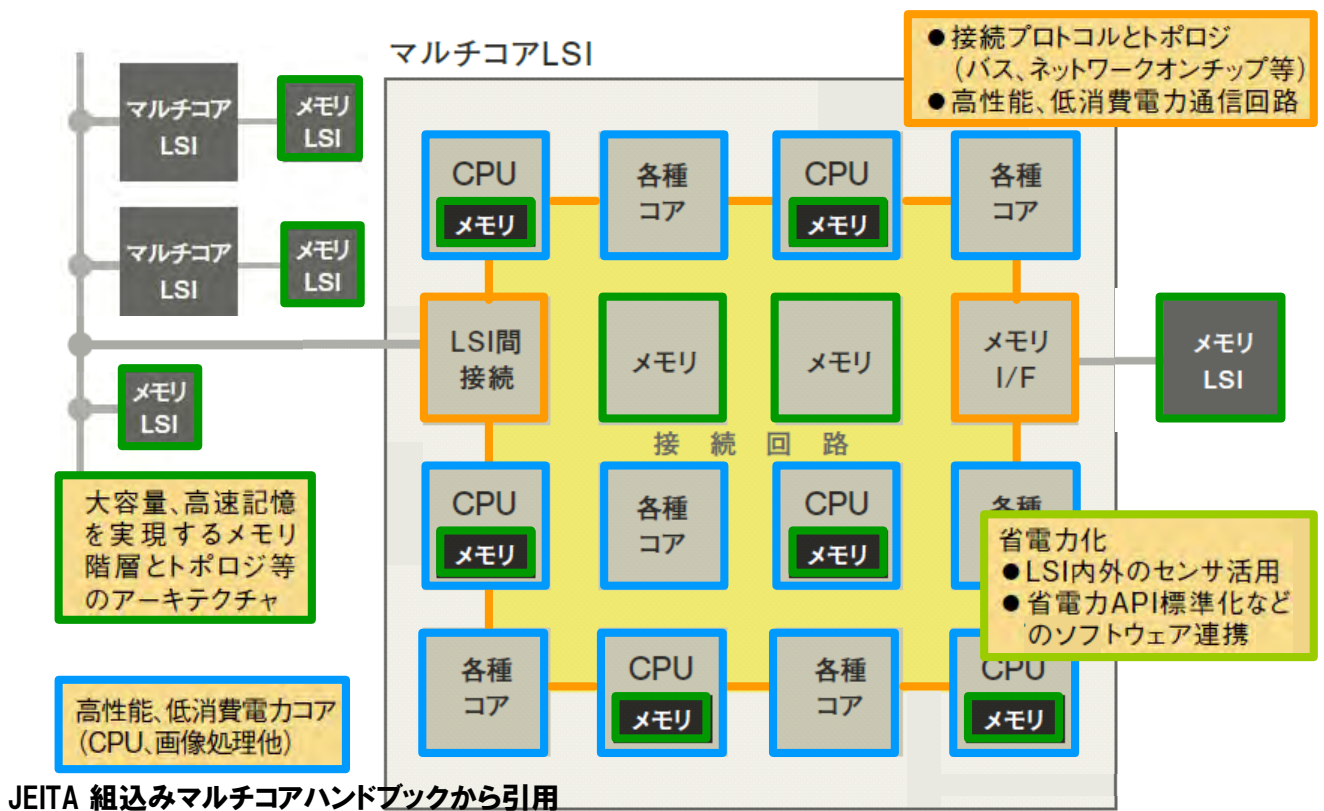 マルチコアLSI
●接続プロトコルとトポロジ
(バス、ネットワークオンチップ等)
●高性能、低消費電力通信回路
マルチコア
LSI
メモリ
LSI
マルチコア
LSI
メモリ
LSI
メモリ
LSI
CPU
メモリ
各種
コア
CPU
メモリ
各種
コア
LSI間
接続
メモリ
メモリ
メモリ
I/F
メモリ
LSI
接続回路
CPU
メモリ
各種
コア
CPU
メモリ
各種
大容量、高速記憶
を実現するメモリ
階層とトポロジ等
のアーキテクチャ
省電力化
●LSI内外のセンサ活用
●省電力API標準化など
のソフトウェア連携
各種
コア
CPU
メモリ
各種
コア
CPU
メモリ
高性能、低消費電力コア
(CPU、画像処理他)
JEITA 組込みマルチコアハンドブックから引用